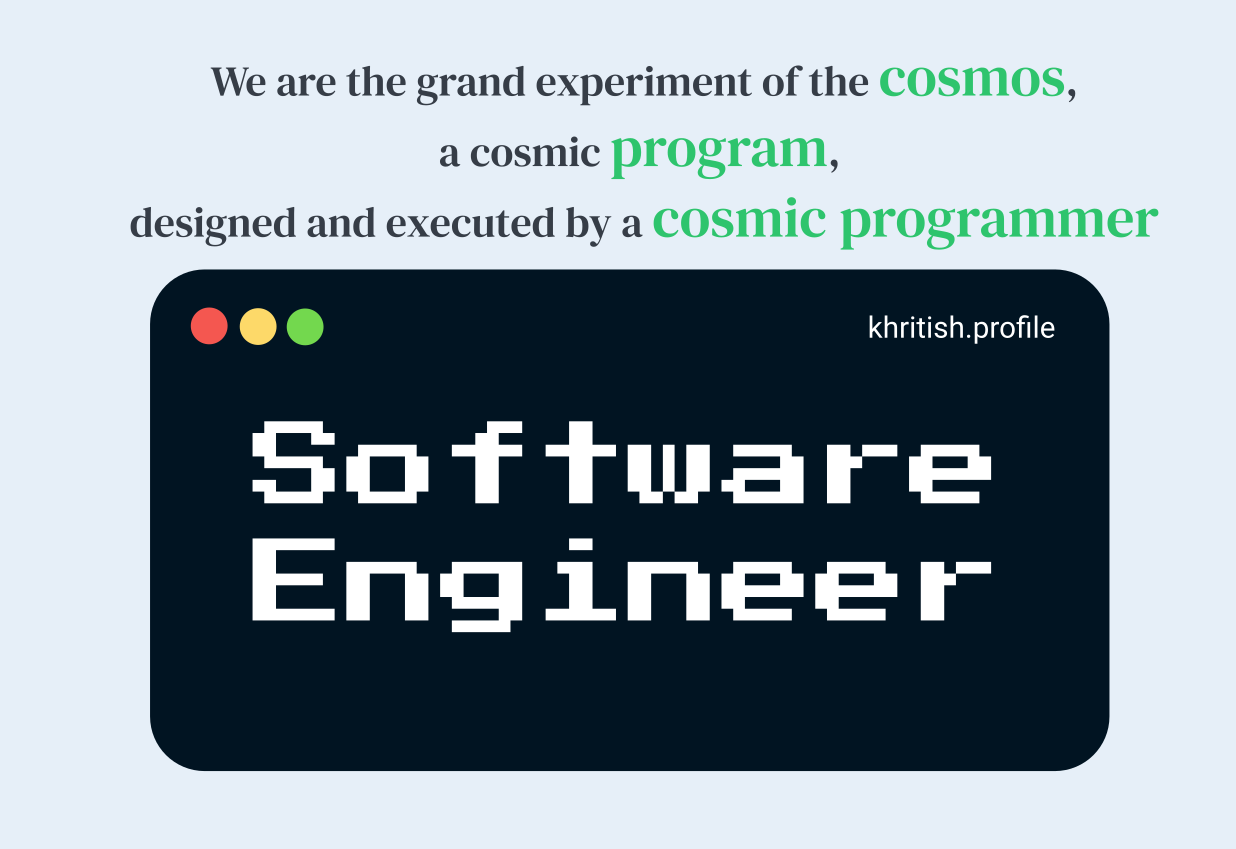 We are the grand experiment of the cosmos,
a cosmic program,
designed and executed by a cosmic programmer
khritish.profile
Software
Engineer